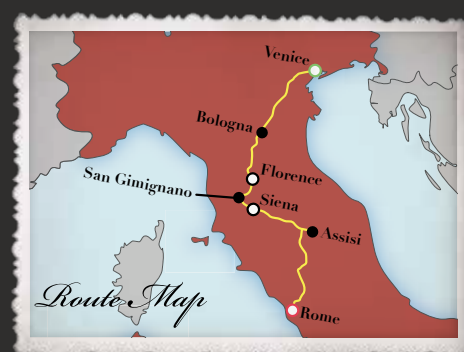 Venice
Bologna
Florence
San Gimignano
Siena
Assisi
Route Map
Rome